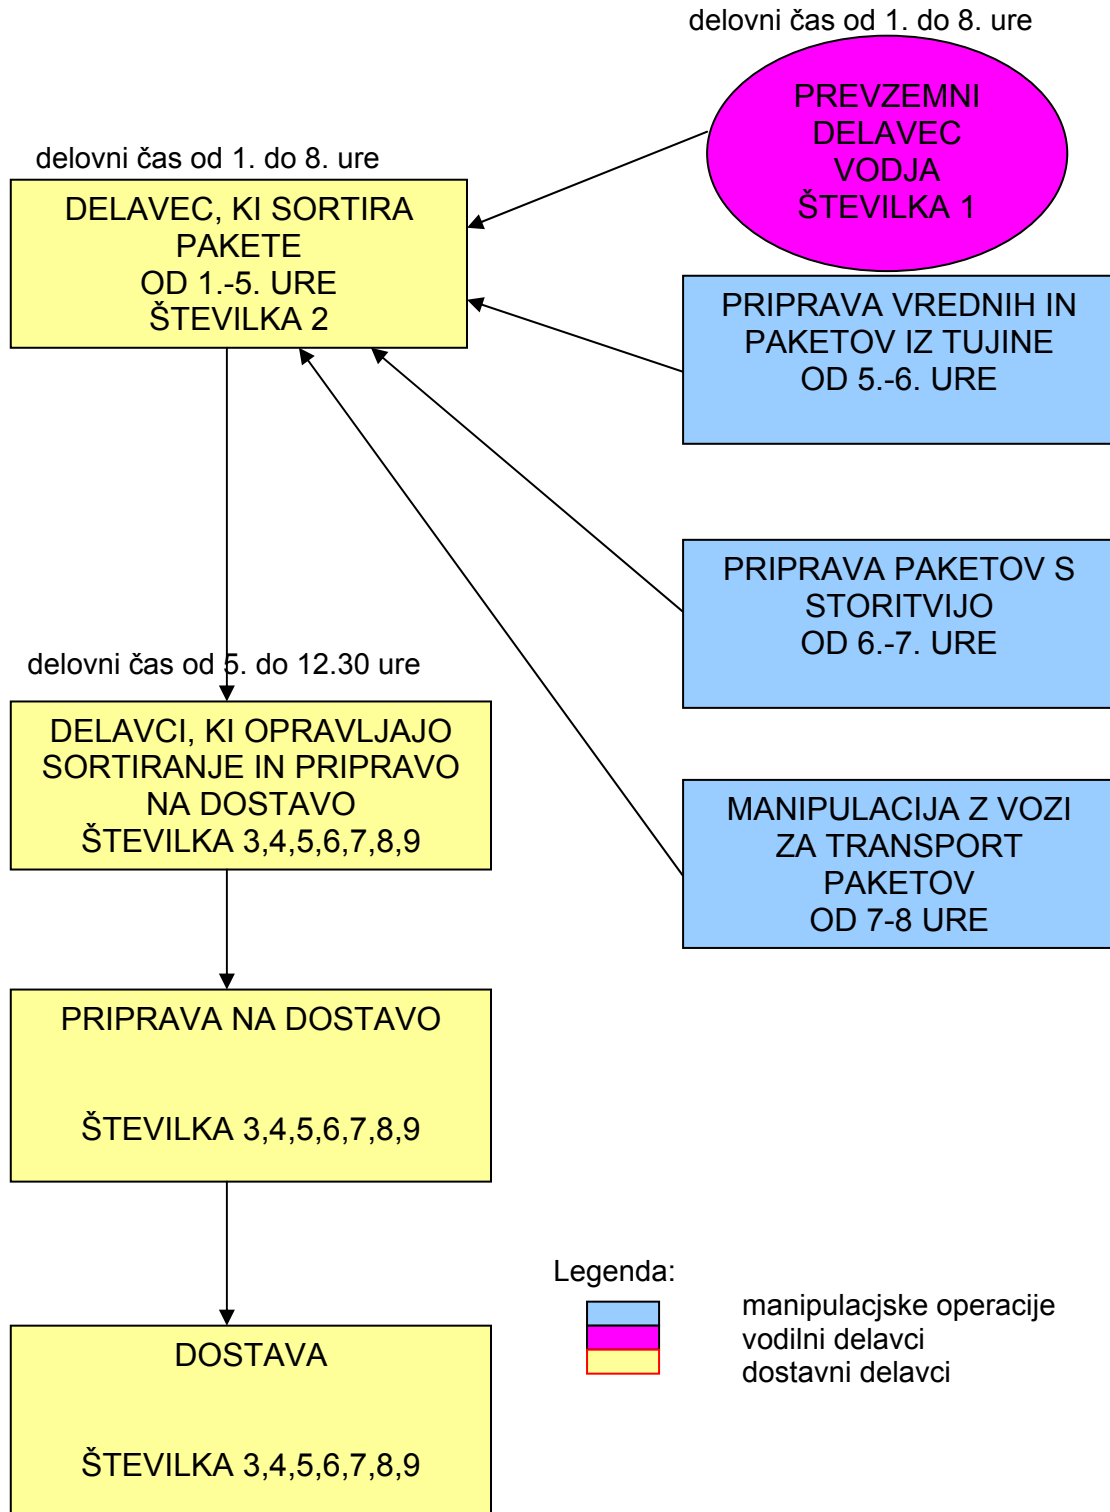 delovni čas od 1. do 8. ure
PREVZEMNI
DELAVEC
VODJA
ŠTEVILKA 1
delovni čas od 1. do 8. ure
DELAVEC, KI SORTIRA
PAKETE
OD 1.-5. URE
ŠTEVILKA 2
PRIPRAVA VREDNIH IN
PAKETOV IZ TUJINE
OD 5.-6. URE
PRIPRAVA PAKETOV S
STORITVIJO
OD 6.-7. URE
delovni čas od 5. do 12.30 ure
DELAVCI, KI OPRAVLJAJO
SORTIRANJE IN PRIPRAVO
NA DOSTAVO
ŠTEVILKA 3,4,5,6,7,8,9
MANIPULACIJA Z VOZI
ZA TRANSPORT
PAKETOV
OD 7-8 URE
PRIPRAVA NA DOSTAVO
ŠTEVILKA 3,4,5,6,7,8,9
Legenda:
manipulacjske operacije
vodilni delavci
dostavni delavci
DOSTAVA
ŠTEVILKA 3,4,5,6,7,8,9